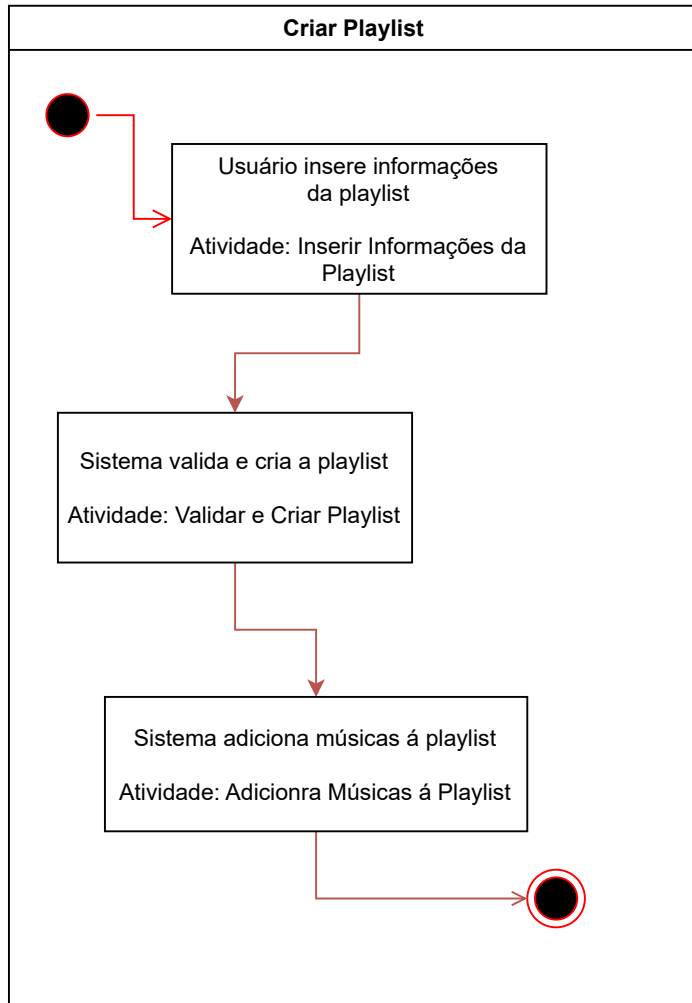 Criar Playlist
Usuário insere informações
da playlist
Atividade: Inserir Informações da
Playlist
Sistema valida e cria a playlist
Atividade: Validar e Criar Playlist
Sistema adiciona músicas á playlist
Atividade: Adicionra Músicas á Playlist